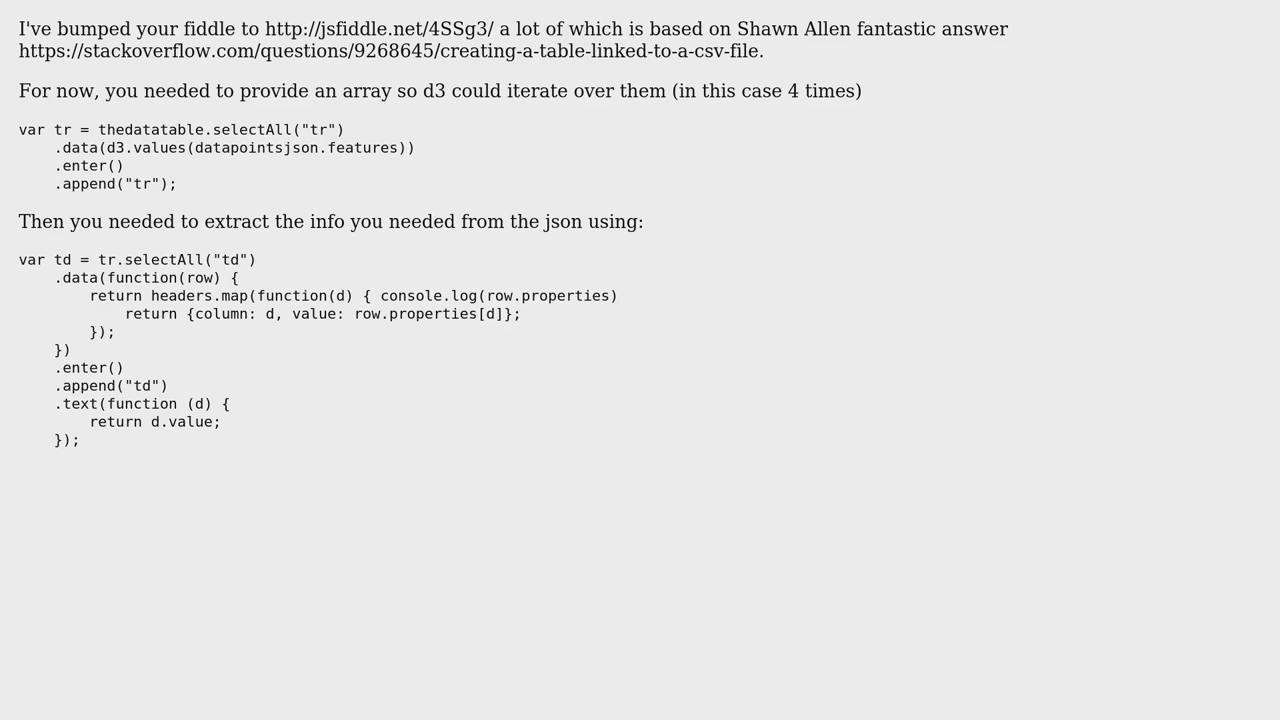 I've bumped your fiddle to http://jsfiddle.net/4SSg3/ a lot of which is based on Shawn Allen fantastic answer
https://stackoverflow.com/questions/9268645/creating-a-table-linked-to-a-csv-file.
For now, you needed to provide an array so d3 could iterate over them (in this case 4 times)
var tr = thedatatable.selectAll("tr")
    .data(d3.values(datapointsjson.features))
    .enter()
    .append("tr");
Then you needed to extract the info you needed from the json using:
var td = tr.selectAll("td")
    .data(function(row) {
        return headers.map(function(d) { console.log(row.properties)
            return {column: d, value: row.properties[d]};
        });
    })
    .enter()
    .append("td")
    .text(function (d) {
        return d.value;
    });